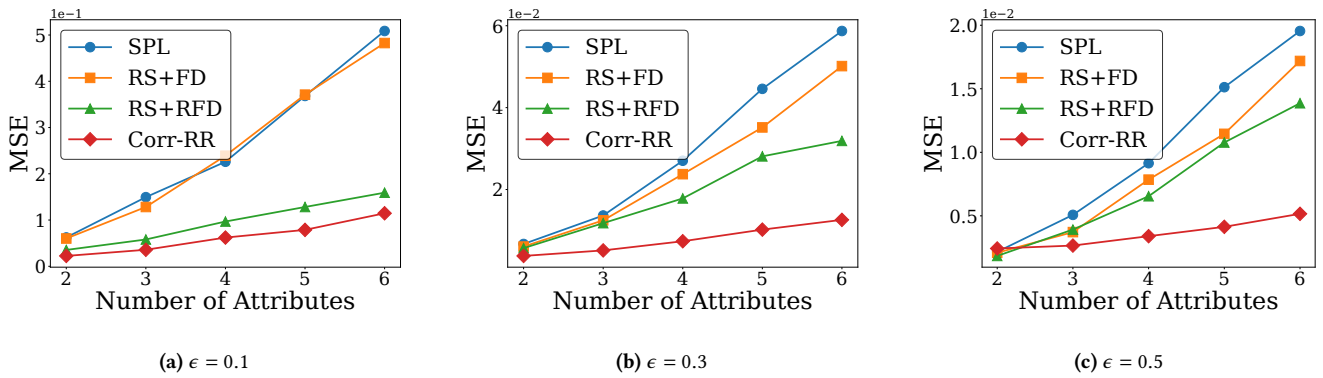 1e−1
5
4
3
2
1
0
MSE
SPL
RS+FD
RS+RFD
Corr-RR
2 3 4 5 6
Number of Attributes
(a) ϵ = 0.1
1e−2
6
4
2
MSE
SPL
RS+FD
RS+RFD
Corr-RR
2 3 4 5 6
Number of Attributes
(b) ϵ = 0.3
1e−2
2.0
1.5
1.0
0.5
MSE
SPL
RS+FD
RS+RFD
Corr-RR
2 3 4 5 6
Number of Attributes
(c) ϵ = 0.5